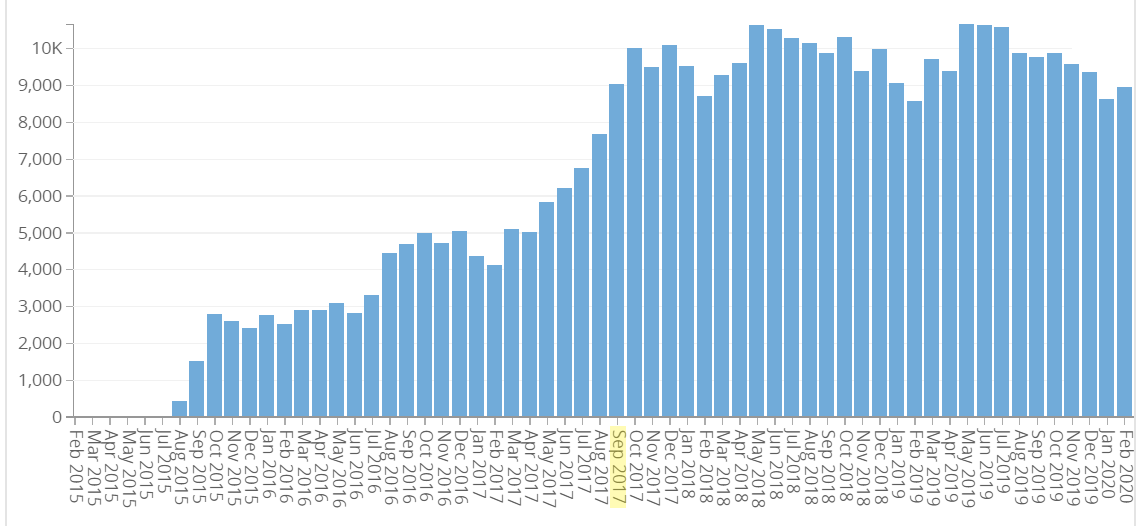 10K
9,000
8,000
7,000
6,000
5,000
4,000
3,000
2,000
1,000
0
Feb 2015
Mar 2015
Apr 2015
May 2015
Jun 2015
Jul 2015
Aug 2015
Sep 2015
Oct 2015
Nov 2015
Dec 2015
Jan 2016
Feb 2016
Mar 2016
Apr 2016
May 2016
Jun 2016
Jul 2016
Aug 2016
Sep 2016
Oct 2016
Nov 2016
Dec 2016
Jan 2017
Feb 2017
Mar 2017
Apr 2017
May 2017
Jun 2017
Jul 2017
Aug 2017
Sep 2017
Oct 2017
Nov 2017
Dec 2017
Jan 2018
Feb 2018
Mar 2018
Apr 2018
May 2018
Jun 2018
Jul 2018
Aug 2018
Sep 2018
Oct 2018
Nov 2018
Dec 2018
Jan 2019
Feb 2019
Mar 2019
Apr 2019
May 2019
Jun 2019
Jul 2019
Aug 2019
Sep 2019
Oct 2019
Nov 2019
Dec 2019
Jan 2020
Feb 2020